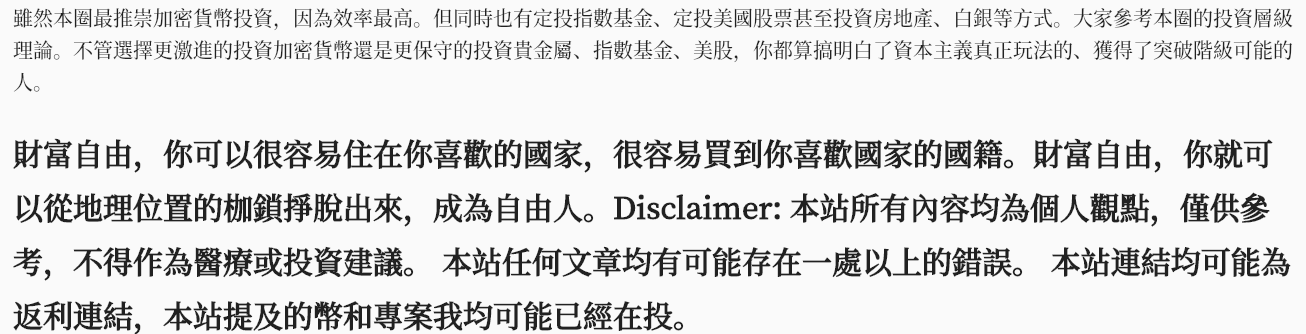 雖然本圈最推崇加密貨幣投資，因為效率最高。但同時也有定投指數基金、定投美國股票甚至投資房地產、白銀等方式。大家參考本圈的投資層級
理論。不管選擇更激進的投資加密貨幣還是更保守的投資貴金屬、指數基金、美股，你都算搞明白了資本主義真正玩法的、獲得了突破階級可能的
人。
財富自由，你可以很容易住在你喜歡的國家，很容易買到你喜歡國家的國籍。財富自由，你就可
以從地理位置的枷鎖掙脫出來，成為自由人。Disclaimer: 本站所有內容均為個人觀點，僅供參
考，不得作為醫療或投資建議。 本站任何文章均有可能存在一處以上的錯誤。 本站連結均可能為
返利連結，本站提及的幣和專案我均可能已經在投。